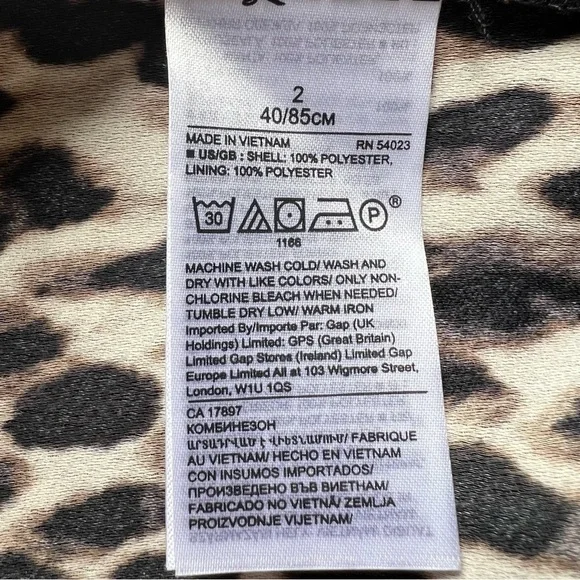 2
40/85CM
MADE IN VIETNAM RN 54023
■ US/GB : SHELL: 100% POLYESTER,
LINING: 100% POLYESTER
30 P ®
1166
MACHINE WASH COLD/ WASH AND
DRY WITH LIKE COLORS/ ONLY NON-
CHLORINE BLEACH WHEN NEEDED/
TUMBLE DRY LOW/ WARM IRON
Imported By/Importe Par: Gap (UK
Holdings) Limited: GPS (Great Britain)
Limited Gap Stores (Ireland) Limited Gap
Europe Limited All at 103 Wigmore Street,
London, W1U 1QS
CA 17897
КОМБИНЕЗОН
ԱՐՏԱԴՐՎԱԾ Է ՎԻԵՏՆԱՄՈՒՄ/ FABRIQUE
AU VIETNAM/ HECHO EN VIETNAM
CON INSUMOS IMPORTADOS/
ПРОИЗВЕДЕНО ВЪВ ВИЕТНАМ/
FABRICADO NO VIETNÃ/ ZEMLJA
PROIZVODNJE VIJETNAM/